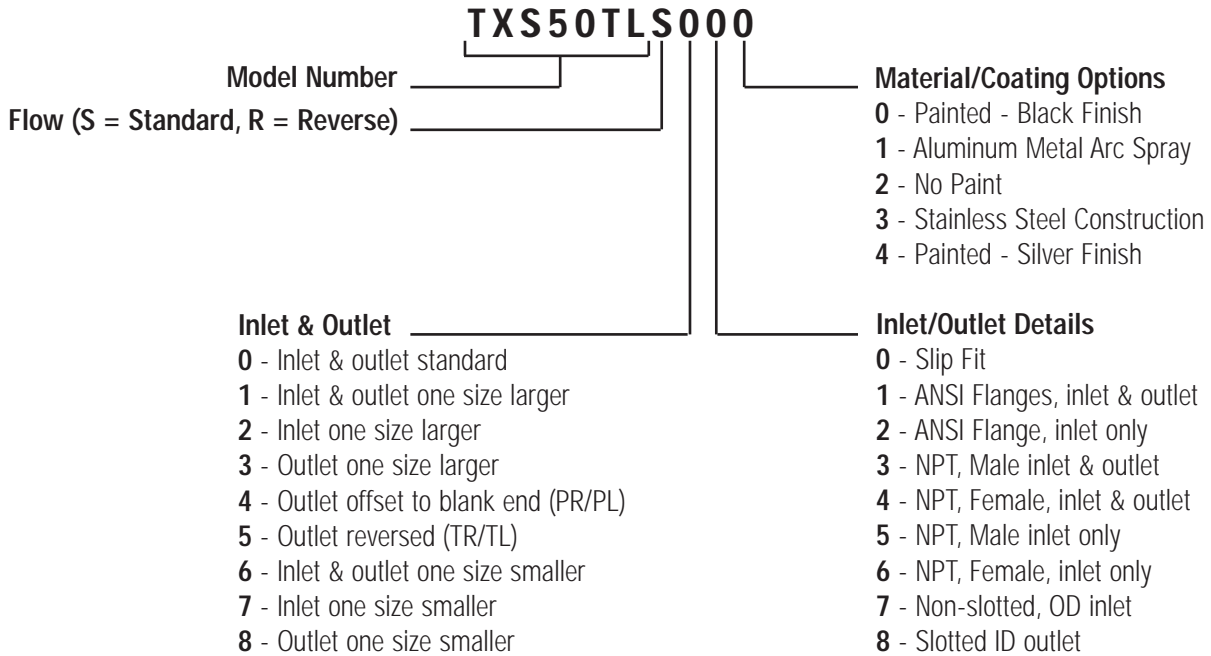 TXS50TLS000
Model Number
Flow (S = Standard, R = Reverse)
Material/Coating Options
0 - Painted - Black Finish
1 - Aluminum Metal Arc Spray
2 - No Paint
3 - Stainless Steel Construction
4 - Painted - Silver Finish
Inlet & Outlet
0 - Inlet & outlet standard
1 - Inlet & outlet one size larger
2 - Inlet one size larger
3 - Outlet one size larger
4 - Outlet offset to blank end (PR/PL)
5 - Outlet reversed (TR/TL)
6 - Inlet & outlet one size smaller
7 - Inlet one size smaller
8 - Outlet one size smaller
Inlet/Outlet Details
0 - Slip Fit
1 - ANSI Flanges, inlet & outlet
2 - ANSI Flange, inlet only
3 - NPT, Male inlet & outlet
4 - NPT, Female, inlet & outlet
5 - NPT, Male inlet only
6 - NPT, Female, inlet only
7 - Non-slotted, OD inlet
8 - Slotted ID outlet